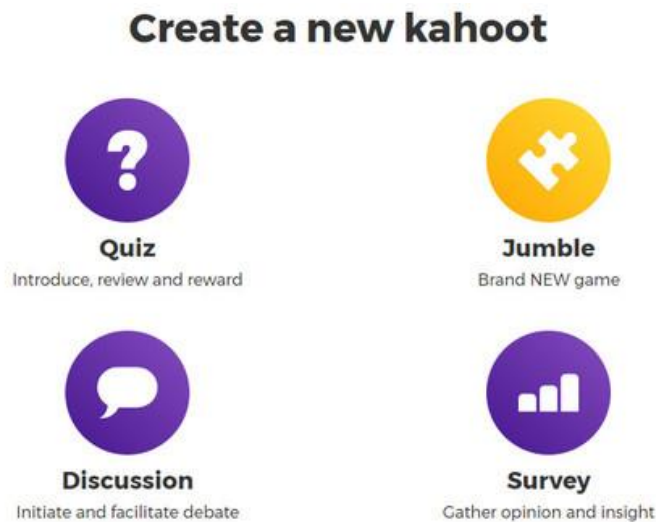 Create a new kahoot
Quiz
Introduce, review and reward
Jumble
Brand NEW game
Discussion
Initiate and facilitate debate
Survey
Gather opinion and insight